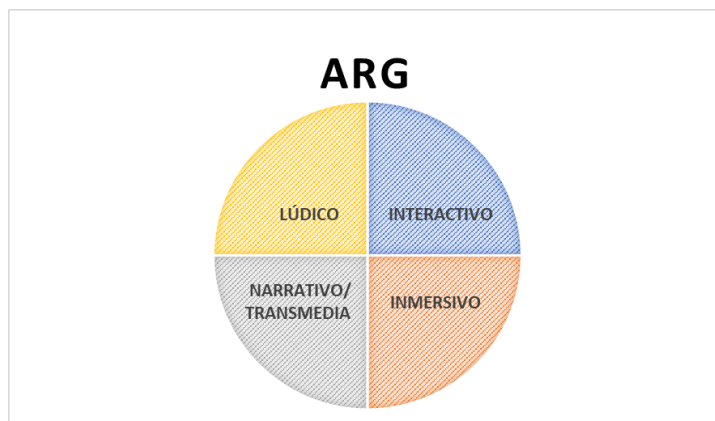 ARG
LÚDICO
INTERACTIVO
NARRATIVO/
TRANSMEDIA
INMERSIVO